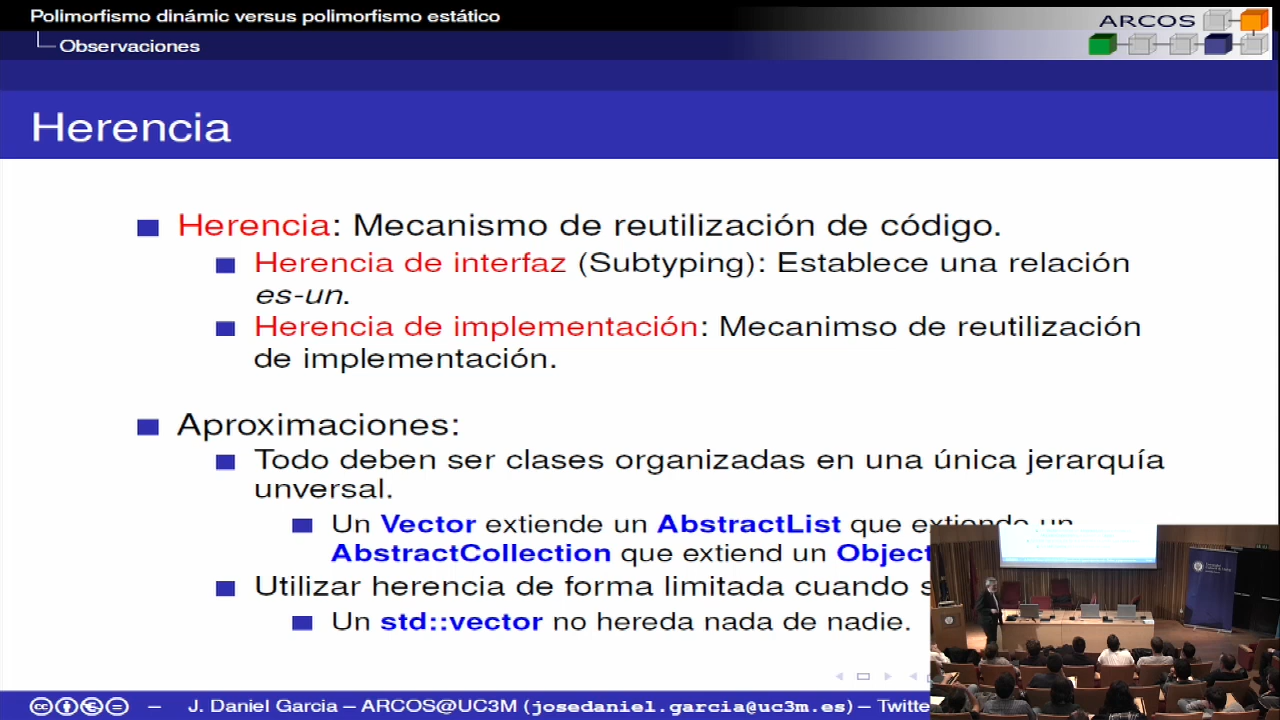 Polimorfismo dinámic versus polimorfismo estático
Observaciones
ARCOS
Herencia
Herencia: Mecanismo de reutilización de código.
Herencia de interfaz (Subtyping): Establece una relación
es-un.
Herencia de implementación: Mecanimso de reutilización
de implementación.
Aproximaciones:
Todo deben ser clases organizadas en una única jerarquía
unversal.
Un Vector extiende un AbstractList que extiende un
AbstractCollection que extiend un Object
Utilizar herencia de forma limitada cuando s
Un std::vector no hereda nada de nadie.
– J. Daniel Garcia – ARCOS@UC3M (josedaniel.garcia@uc3m.es) – Twitte